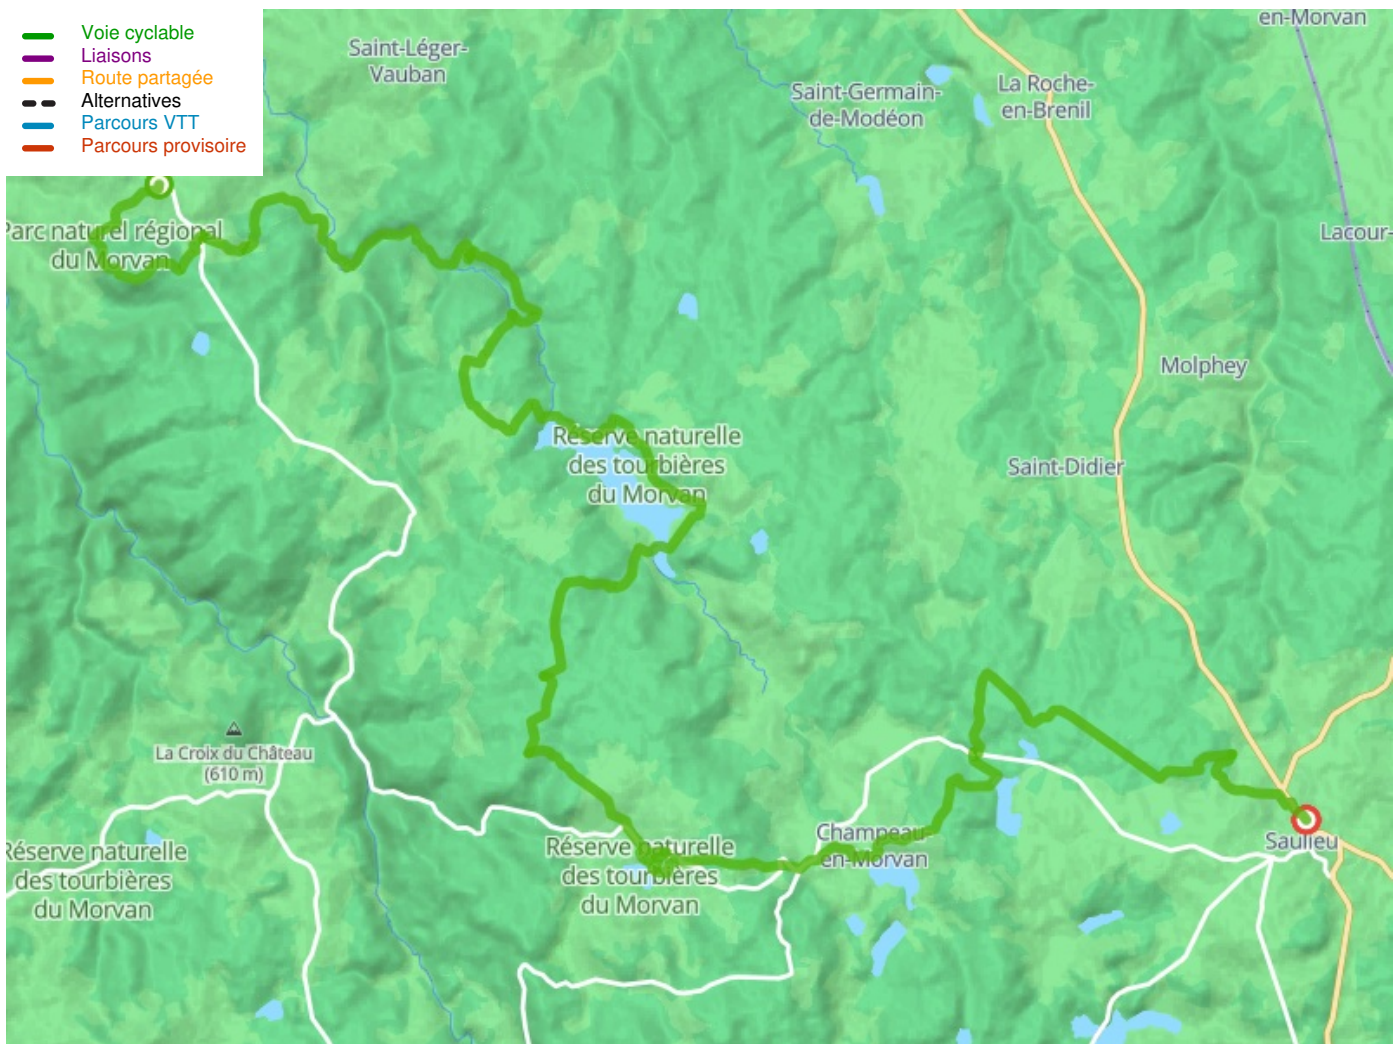 Voie cyclable
Liaisons
Route partagée
Alternatives
Parcours VTT
Parcours provisoire
en-Morvan
Saint-Léger-
Vauban
Saint-Germain-
de-Modéon
La Roche-
en-Brenil
Parc naturel régional
du Morvan
Lacour-
Molphey
Réserve naturelle
des tourbières
du Morvan
Saint-Didier
La Croix du Château
(610 m)
Réserve naturelle
des tourbières
du Morvan
Réserve naturelle
des tourbières
du Morvan
Champeau-
en-Morvan
Saulieu